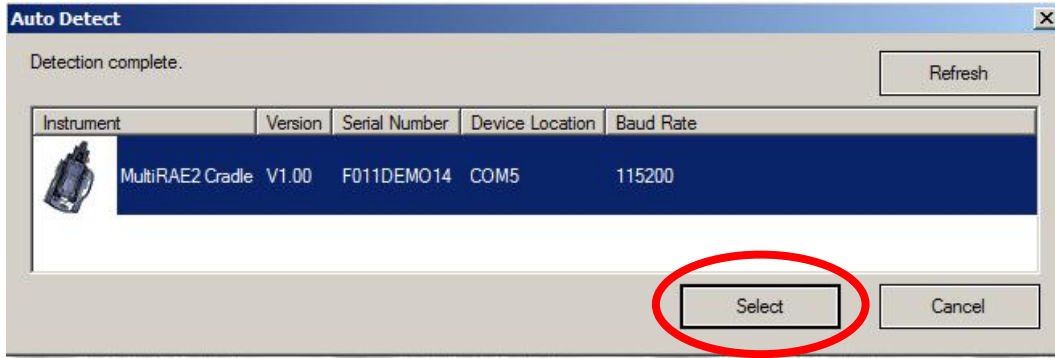 Auto Detect
Detection complete.
Refresh
Instrument Version Serial Number Device Location Baud Rate
MultiRAE2 Cradle V1.00 F011DEMO14 COM5 115200
Select Cancel